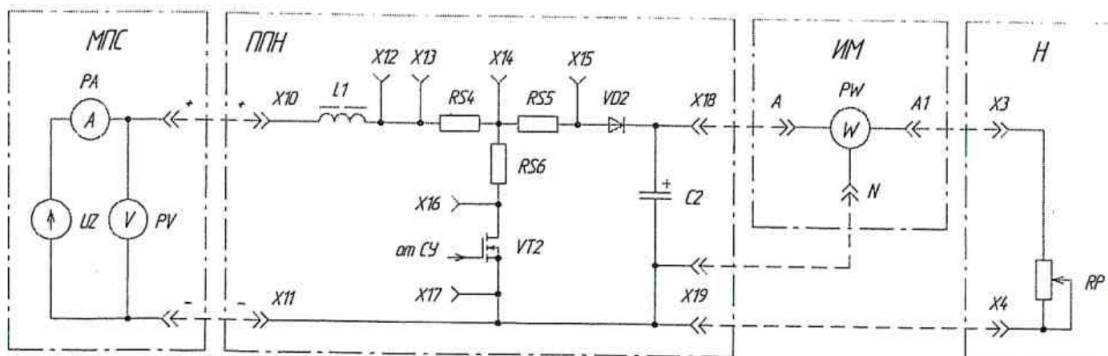 МПС
ППН
ИМ
Н
X12
X13
X14
X15
PA
PW
A
+
+
X10
L1
RS4
RS5
VD2
X18
A
W
A1
X3
RS6
+
C2
N
UZ
V
PV
X16
от СУ
VT2
RP
X17
-
-
X11
X19
X4